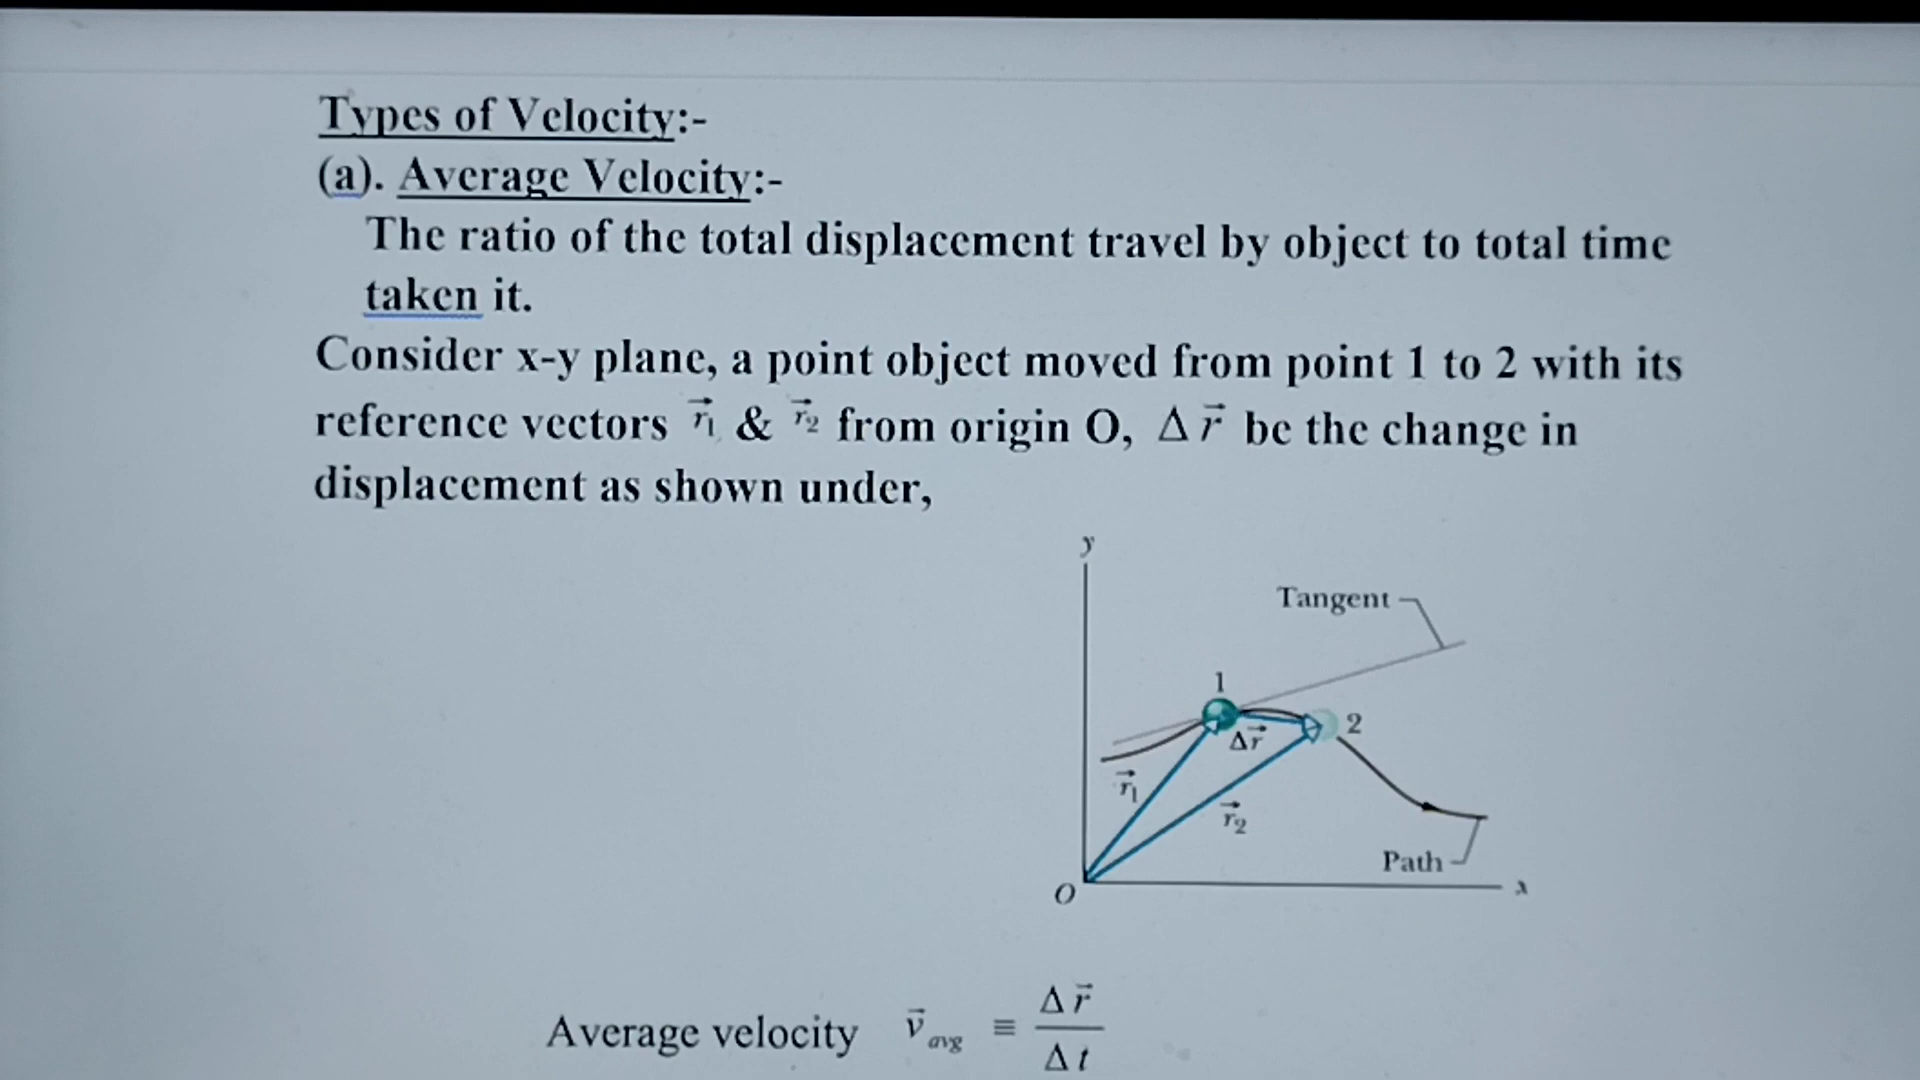 Types of Velocity:-
(a). Average Velocity:-
The ratio of the total displacement travel by object to total time
taken it.
Consider x-y plane, a point object moved from point 1 to 2 with its
reference vectors r⃗₁ & r⃗₂ from origin O, Δr⃗ be the change in
displacement as shown under,
y
Tangent
1
2
Δr⃗
r⃗₁
r⃗₂
Path
O
x
Average velocity v⃗ avg ≡ Δr⃗ / Δt